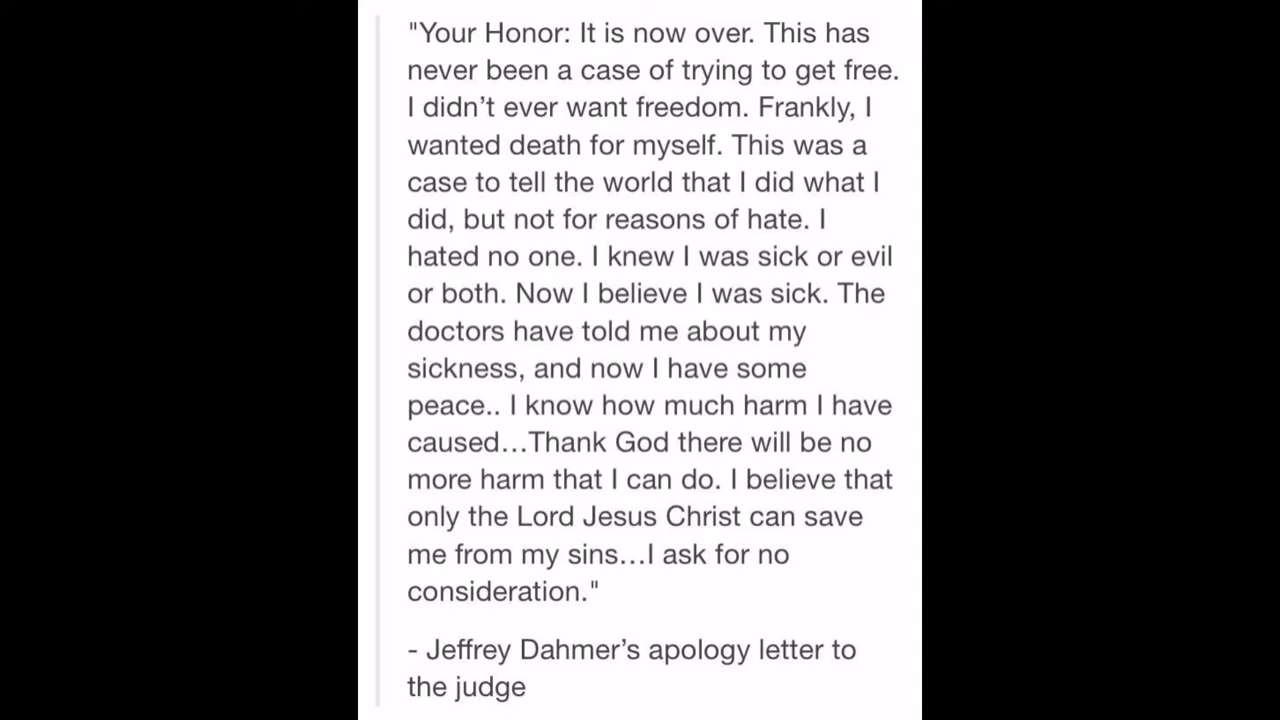 "Your Honor: It is now over. This has
never been a case of trying to get free.
I didn’t ever want freedom. Frankly, I
wanted death for myself. This was a
case to tell the world that I did what I
did, but not for reasons of hate. I
hated no one. I knew I was sick or evil
or both. Now I believe I was sick. The
doctors have told me about my
sickness, and now I have some
peace.. I know how much harm I have
caused...Thank God there will be no
more harm that I can do. I believe that
only the Lord Jesus Christ can save
me from my sins...I ask for no
consideration."
- Jeffrey Dahmer’s apology letter to
the judge